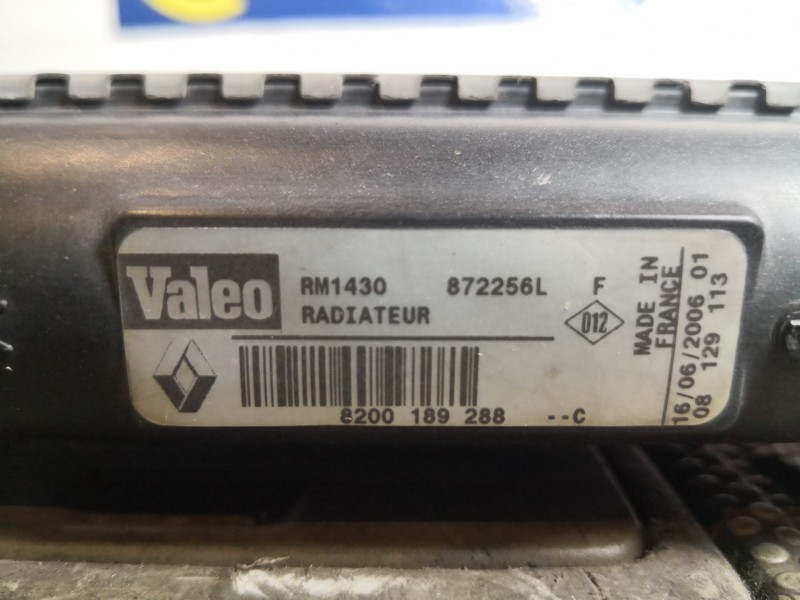 Valeo
RM1430 872256L F
RADIATEUR
012
8200 189 288 --C
MADE IN
FRANCE
16/06/2006 01
08 129 113